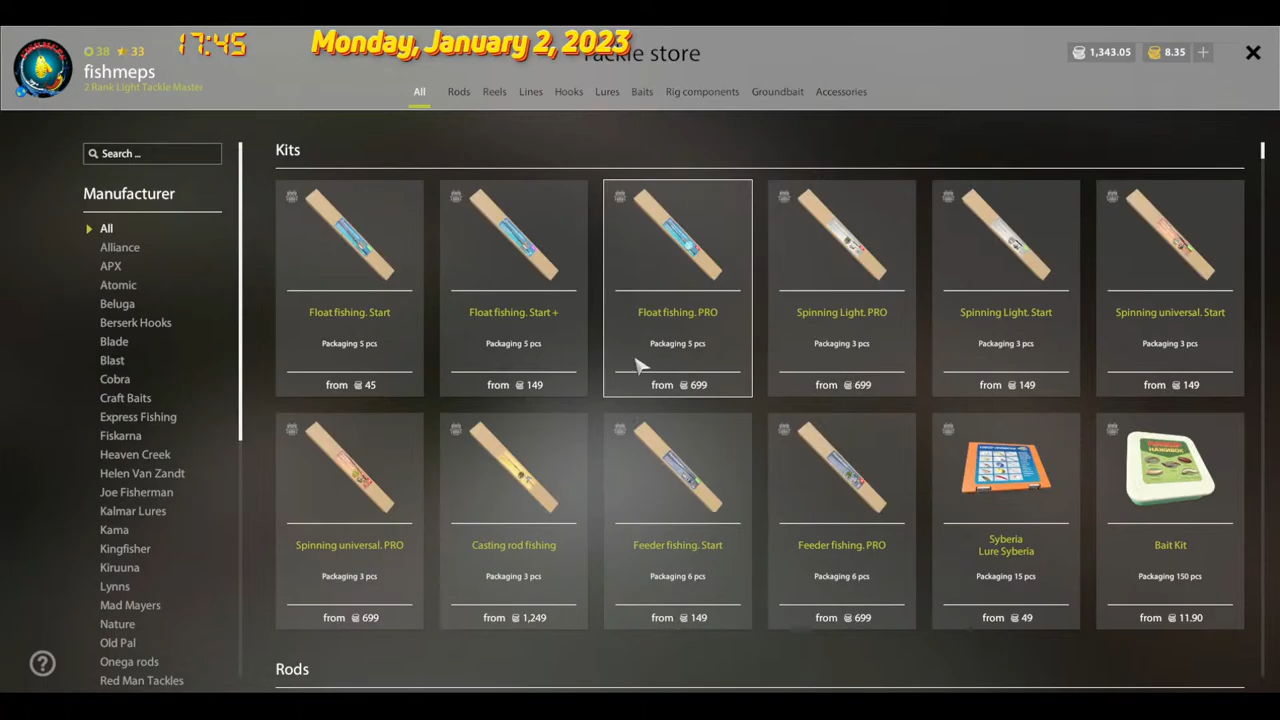 38 33
17:45
Monday, January 2, 2023
Tackle store
1,343.05
8.35
fishmeps
2 Rank Light Tackle Master
All
Rods
Reels
Lines
Hooks
Lures
Baits
Rig components
Groundbait
Accessories
Search ...
Manufacturer
All
Alliance
APX
Atomic
Beluga
Berserk Hooks
Blade
Blast
Cobra
Craft Baits
Express Fishing
Fiskarna
Heaven Creek
Helen Van Zandt
Joe Fisherman
Kalmar Lures
Kama
Kingfisher
Kiruuna
Lynns
Mad Mayers
Nature
Old Pal
Onega rods
Red Man Tackles
Kits
Float fishing. Start
Packaging 5 pcs
from 45
Float fishing. Start +
Packaging 5 pcs
from 149
Float fishing. PRO
Packaging 5 pcs
from 699
Spinning Light. PRO
Packaging 3 pcs
from 699
Spinning Light. Start
Packaging 3 pcs
from 149
Spinning universal. Start
Packaging 3 pcs
from 149
Spinning universal. PRO
Packaging 3 pcs
from 699
Casting rod fishing
Packaging 3 pcs
from 1,249
Feeder fishing. Start
Packaging 6 pcs
from 149
Feeder fishing. PRO
Packaging 6 pcs
from 699
Syberia
Lure Syberia
Packaging 15 pcs
from 49
Bait Kit
Packaging 150 pcs
from 11.90
Rods